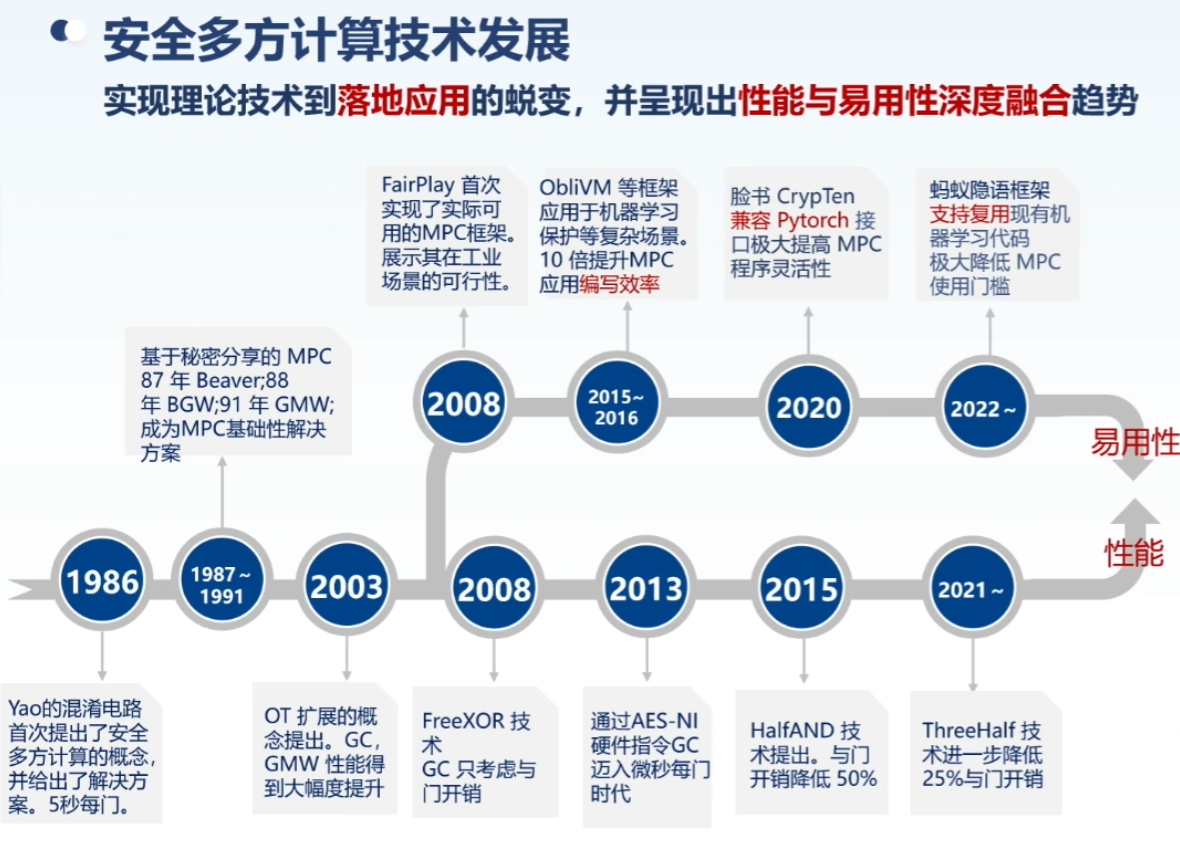 安全多方计算技术发展
实现理论技术到落地应用的蜕变，并呈现出性能与易用性深度融合趋势
FairPlay 首次
实现了实际可
用的MPC框架。
展示其在工业
场景的可行性。
ObliVM 等框架
应用于机器学习
保护等复杂场景。
10 倍提升MPC
应用编写效率
脸书 CrypTen
兼容 Pytorch 接
口极大提高 MPC
程序灵活性
蚂蚁隐语框架
支持复用现有机
器学习代码
极大降低 MPC
使用门槛
基于秘密分享的 MPC
87 年 Beaver;88
年 BGW;91 年 GMW;
成为MPC基础性解决
方案
2008
2015~
2016
2020
2022 ~
易用性
1986
1987 ~
1991
2003
2008
2013
2015
2021 ~
性能
Yao的混淆电路
首次提出了安全
多方计算的概念，
并给出了解决方
案。5秒每门。
OT 扩展的概
念提出。GC，
GMW 性能得
到大幅度提升
FreeXOR 技
术
GC 只考虑与
门开销
通过AES-NI
硬件指令GC
迈入微秒每门
时代
HalfAND 技
术提出。与门
开销降低 50%
ThreeHalf 技
术进一步降低
25%与门开销